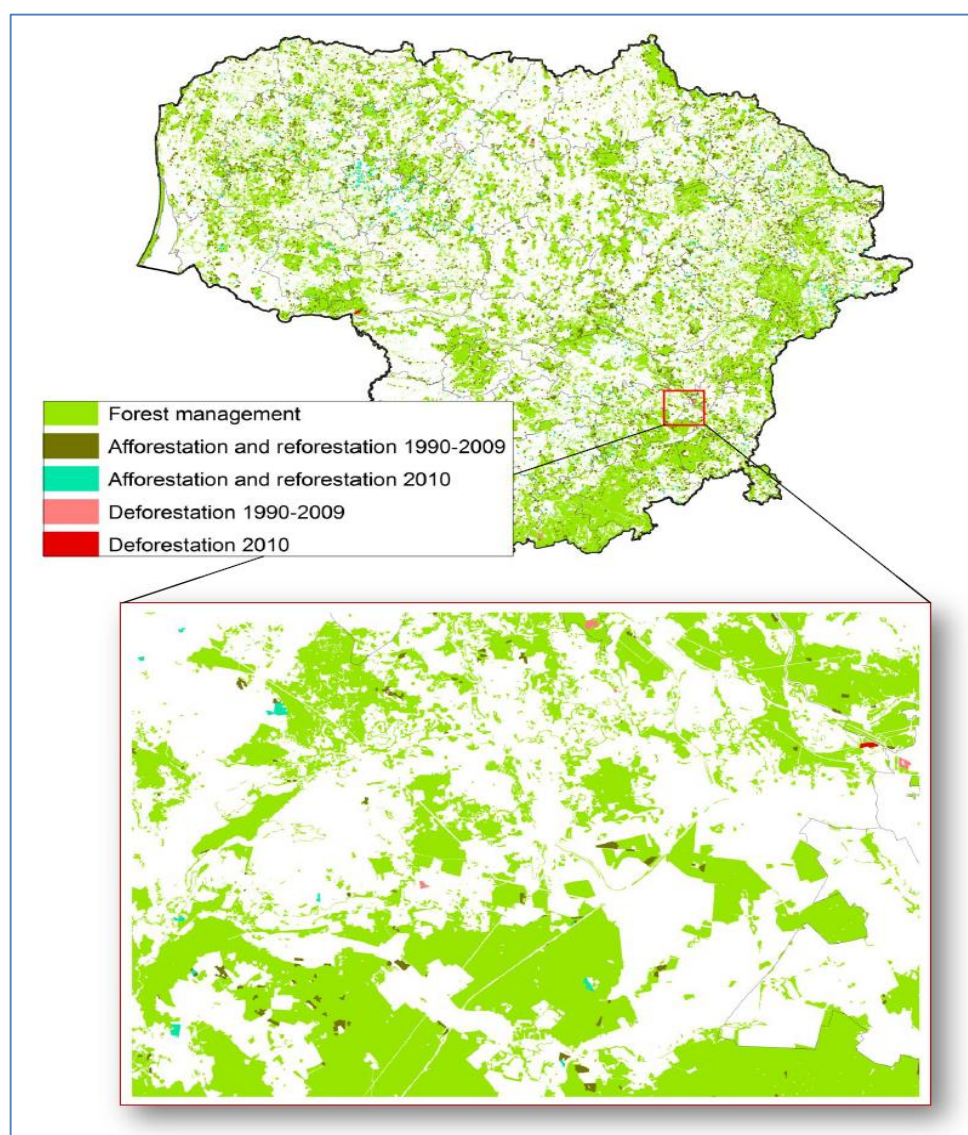 Forest management
Afforestation and reforestation 1990-2009
Afforestation and reforestation 2010
Deforestation 1990-2009
Deforestation 2010